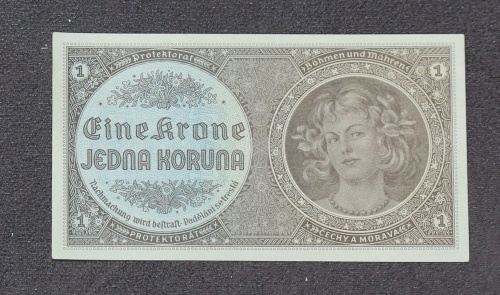 1 Protektorat Böhmen und Mähren 1
Eine Krone
JEDNA KORUNA
Nachmachung wird bestraft-Padělání se trestá
1 PROTEKTORÁT ČECHY A MORAVA 1